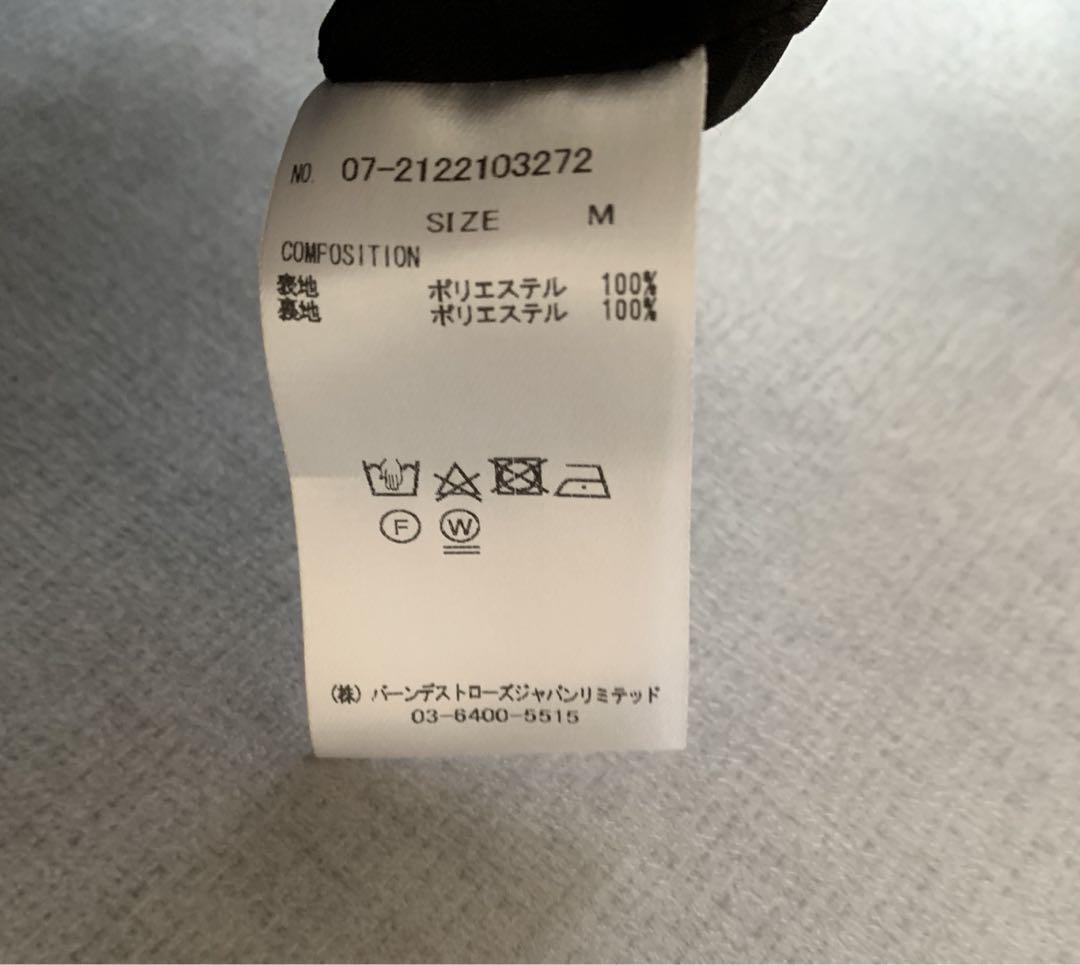 NO. 07-2122103272
SIZE M
COMPOSITION
表地 ポリエステル 100%
裏地 ポリエステル 100%
F W
(株) バーンデストローズジャパンリミテッド
03-6400-5515